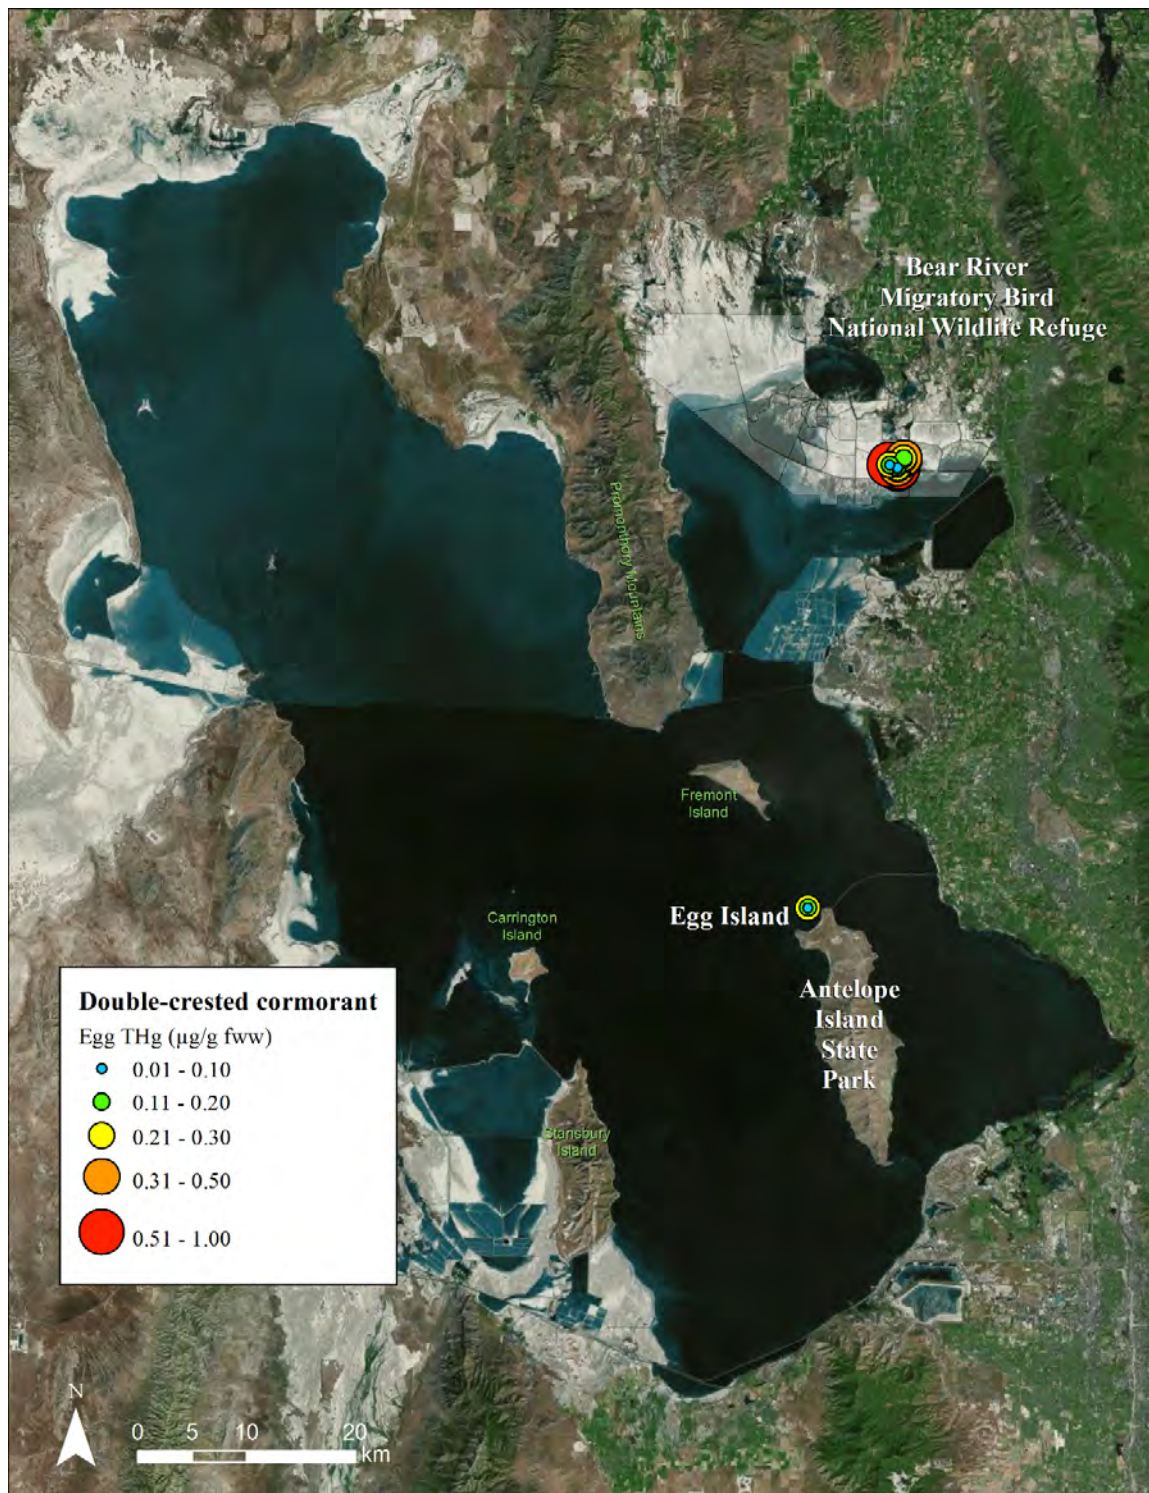 Bear River
Migratory Bird
National Wildlife Refuge
Promonthory Mountains
Fremont
Island
Egg Island
Carrington
Island
Antelope
Island
State
Park
Stansbury
Island
Double-crested cormorant
Egg THg (µg/g fww)
0.01 - 0.10
0.11 - 0.20
0.21 - 0.30
0.31 - 0.50
0.51 - 1.00
N
0 5 10 20
km